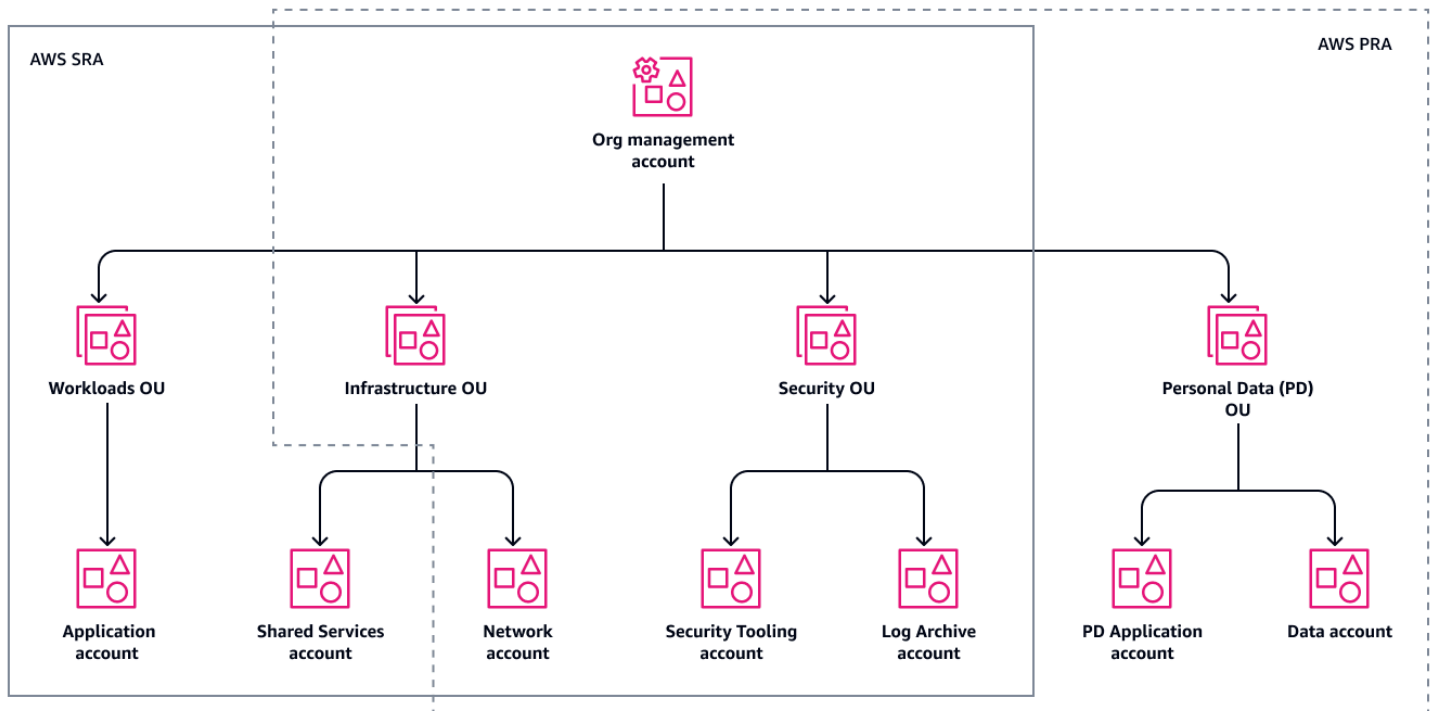 AWS SRA
AWS PRA
Org management
account
Workloads OU
Infrastructure OU
Security OU
Personal Data (PD)
OU
Application
account
Shared Services
account
Network
account
Security Tooling
account
Log Archive
account
PD Application
account
Data account